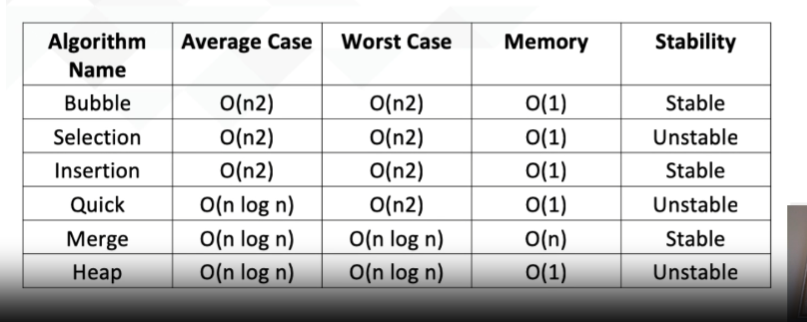 Algorithm Name Average Case Worst Case Memory Stability
Bubble O(n2) O(n2) O(1) Stable
Selection O(n2) O(n2) O(1) Unstable
Insertion O(n2) O(n2) O(1) Stable
Quick O(n log n) O(n2) O(1) Unstable
Merge O(n log n) O(n log n) O(n) Stable
Heap O(n log n) O(n log n) O(1) Unstable